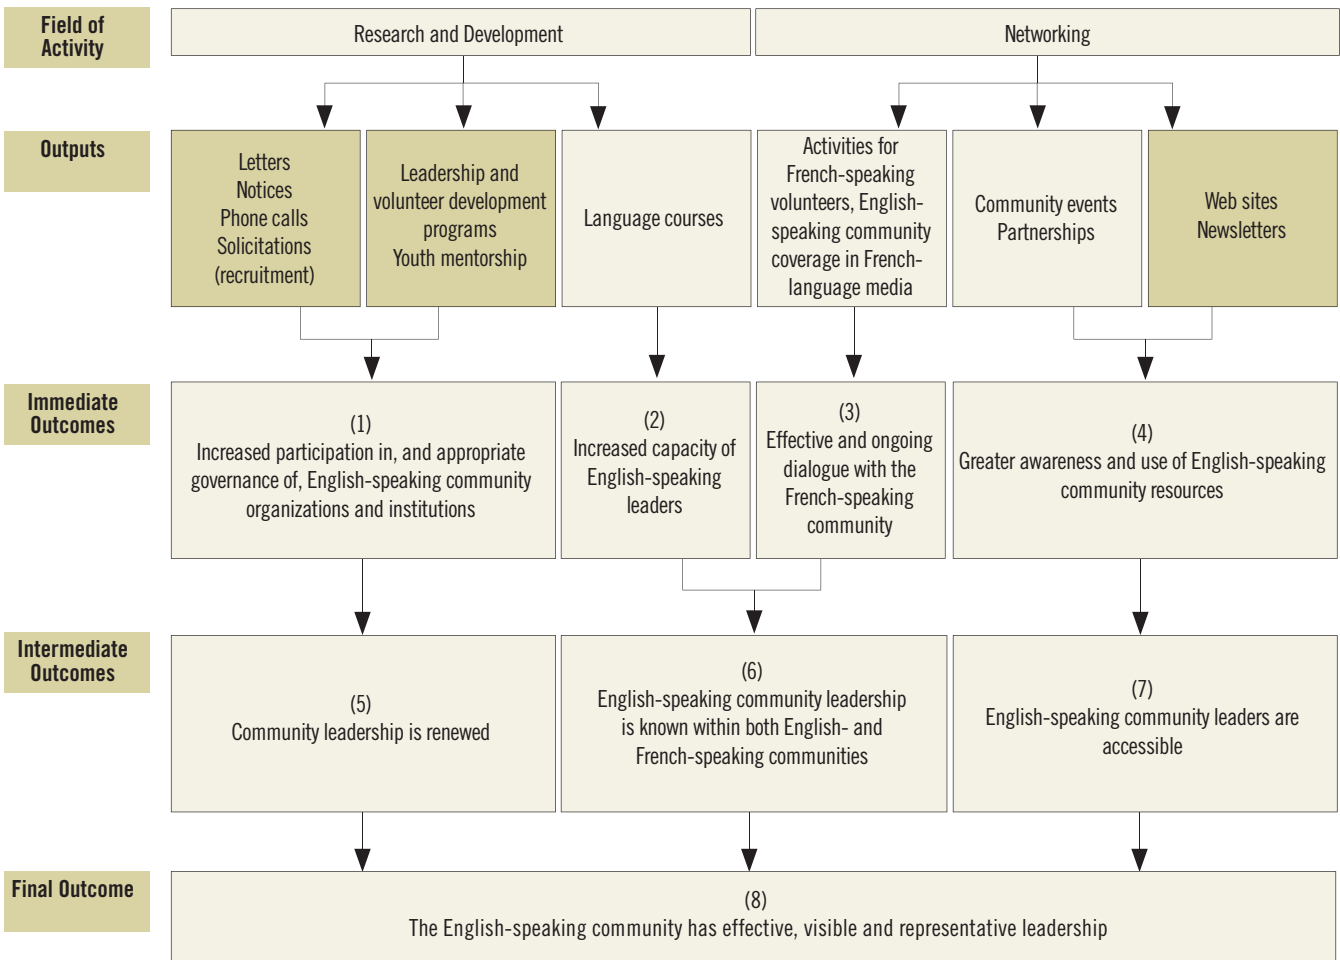 Field of
Activity
Research and Development
Networking
Outputs
Letters
Notices
Phone calls
Solicitations
(recruitment)
Leadership and
volunteer development
programs
Youth mentorship
Language courses
Activities for
French-speaking
volunteers, English-
speaking community
coverage in French-
language media
Community events
Partnerships
Web sites
Newsletters
Immediate
Outcomes
(1)
Increased participation in, and appropriate
governance of, English-speaking community
organizations and institutions
(2)
Increased capacity of
English-speaking
leaders
(3)
Effective and ongoing
dialogue with the
French-speaking
community
(4)
Greater awareness and use of English-speaking
community resources
Intermediate
Outcomes
(5)
Community leadership is renewed
(6)
English-speaking community leadership
is known within both English- and
French-speaking communities
(7)
English-speaking community leaders are
accessible
Final Outcome
(8)
The English-speaking community has effective, visible and representative leadership